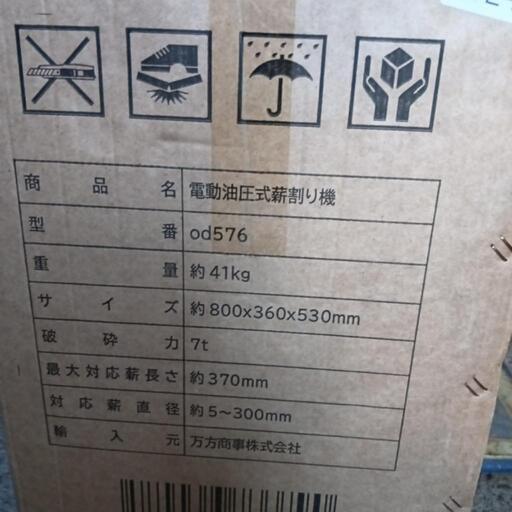 商品名 電動油圧式薪割り機
型番 od576
重量 約41kg
サイズ 約800x360x530mm
破砕力 7t
最大対応薪長さ 約370mm
対応薪直径 約5~300mm
輸入元 万方商事株式会社